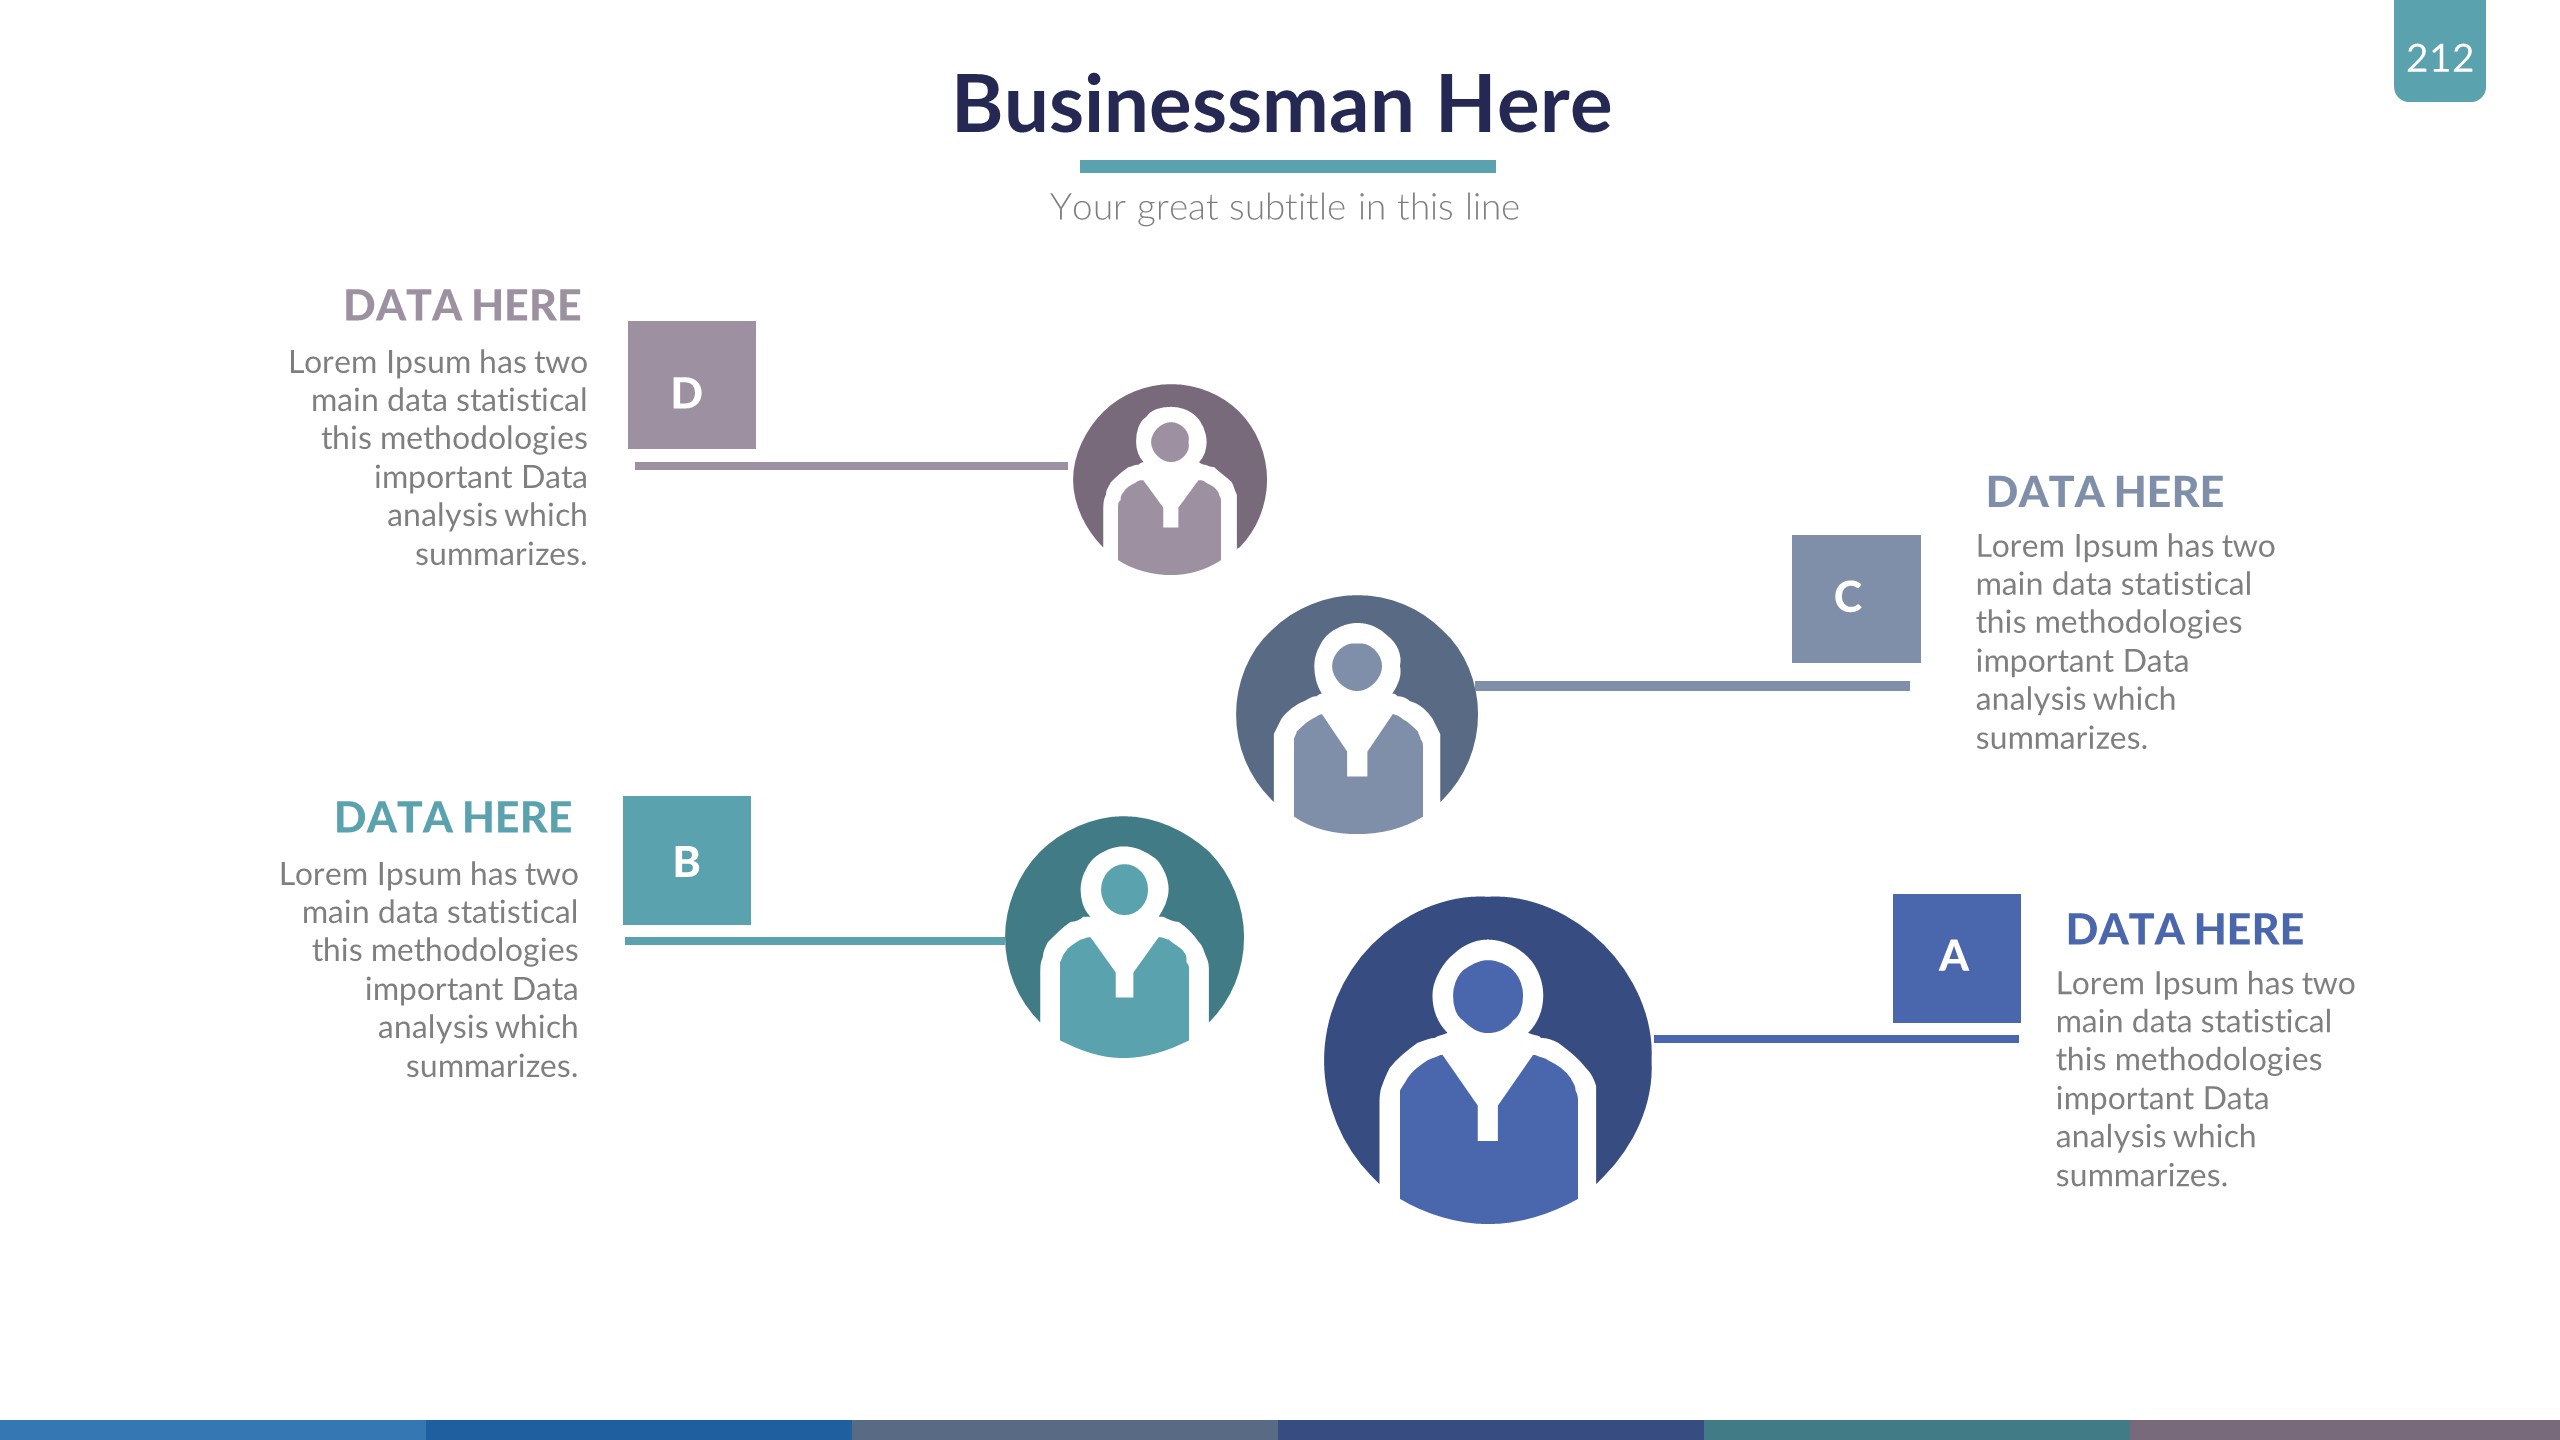 212
Businessman Here
Your great subtitle in this line
DATA HERE
Lorem Ipsum has two
main data statistical
this methodologies
important Data
analysis which
summarizes.
D
DATA HERE
Lorem Ipsum has two
main data statistical
this methodologies
important Data
analysis which
summarizes.
C
DATA HERE
Lorem Ipsum has two
main data statistical
this methodologies
important Data
analysis which
summarizes.
B
A
DATA HERE
Lorem Ipsum has two
main data statistical
this methodologies
important Data
analysis which
summarizes.